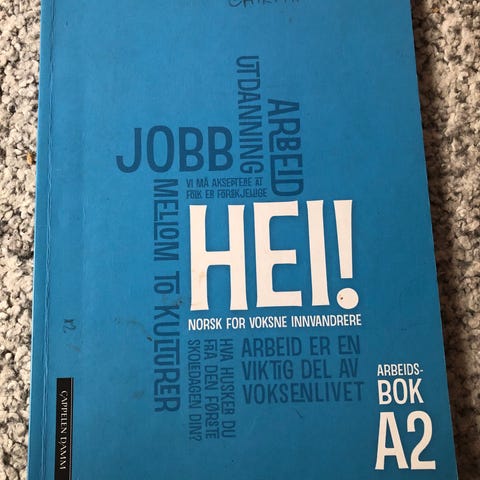 UTDANNING
ARBEID
JOBB
VI MÅ AKSEPTERE AT
FOLK ER FORSKJELLIGE
MELLOM TO KULTURER
HEI!
NORSK FOR VOKSNE INNVANDRERE
HVA HUSKER DU
FRA DEN FØRSTE
SKOLEDAGEN DIN?
ARBEID ER EN
VIKTIG DEL AV
VOKSENLIVET
ARBEIDS-
BOK
A2
CAPPELEN DAMM